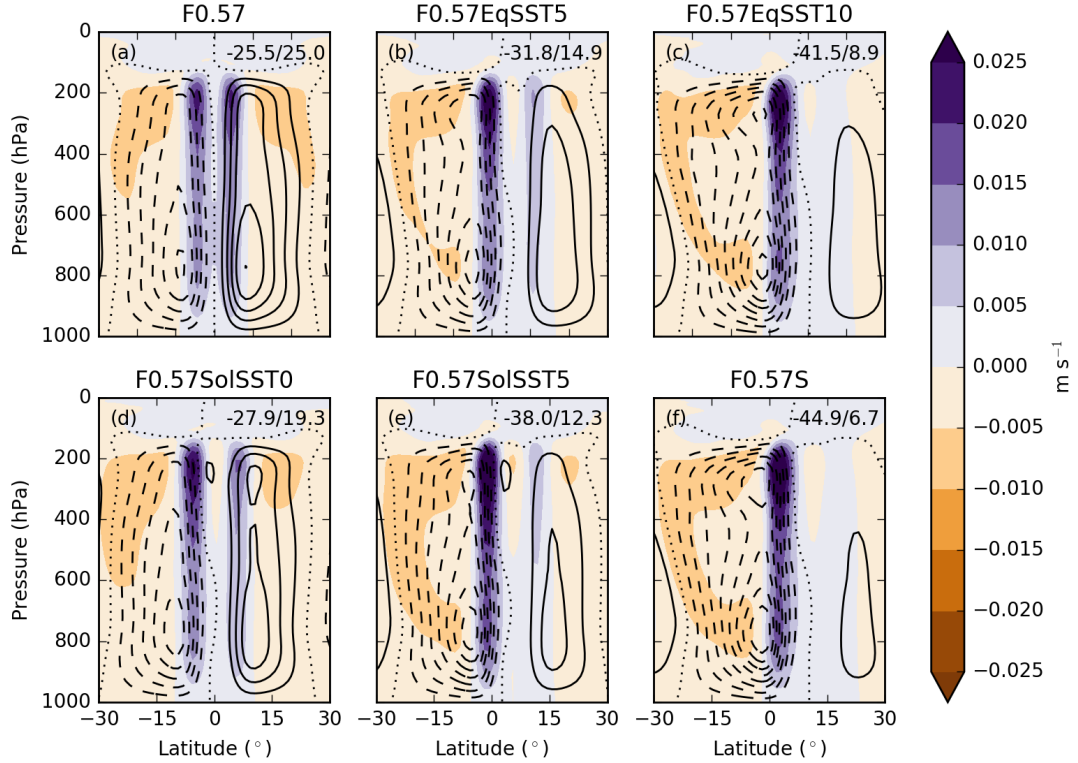 F0.57 F0.57EqSST5 F0.57EqSST10
(a) -25.5/25.0 (b) -31.8/14.9 (c) -41.5/8.9
0
200
400
600
800
1000
Pressure (hPa)
F0.57SolSST0 F0.57SolSST5 F0.57S
(d) -27.9/19.3 (e) -38.0/12.3 (f) -44.9/6.7
0
200
400
600
800
1000
Pressure (hPa)
−30 −15 0 15 30 −15 0 15 30 −15 0 15 30
Latitude (°) Latitude (°) Latitude (°)
0.025
0.020
0.015
0.010
0.005
0.000
−0.005
−0.010
−0.015
−0.020
−0.025
m s⁻¹